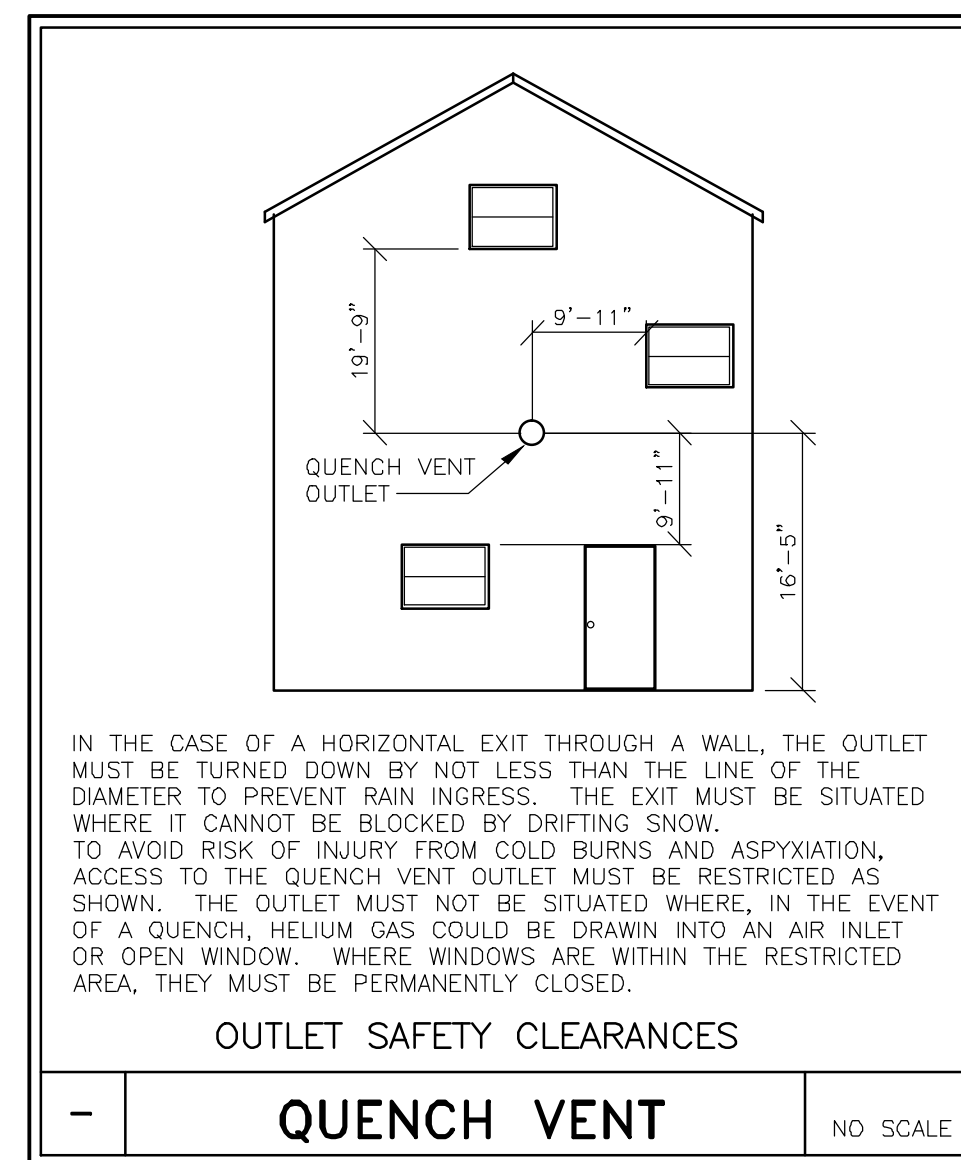 19'-9"
9'-11"
QUENCH VENT
OUTLET
9'-11"
16'-5"
IN THE CASE OF A HORIZONTAL EXIT THROUGH A WALL, THE OUTLET
MUST BE TURNED DOWN BY NOT LESS THAN THE LINE OF THE
DIAMETER TO PREVENT RAIN INGRESS. THE EXIT MUST BE SITUATED
WHERE IT CANNOT BE BLOCKED BY DRIFTING SNOW.
TO AVOID RISK OF INJURY FROM COLD BURNS AND ASPYXIATION,
ACCESS TO THE QUENCH VENT OUTLET MUST BE RESTRICTED AS
SHOWN. THE OUTLET MUST NOT BE SITUATED WHERE, IN THE EVENT
OF A QUENCH, HELIUM GAS COULD BE DRAWIN INTO AN AIR INLET
OR OPEN WINDOW. WHERE WINDOWS ARE WITHIN THE RESTRICTED
AREA, THEY MUST BE PERMANENTLY CLOSED.
OUTLET SAFETY CLEARANCES
- QUENCH VENT NO SCALE